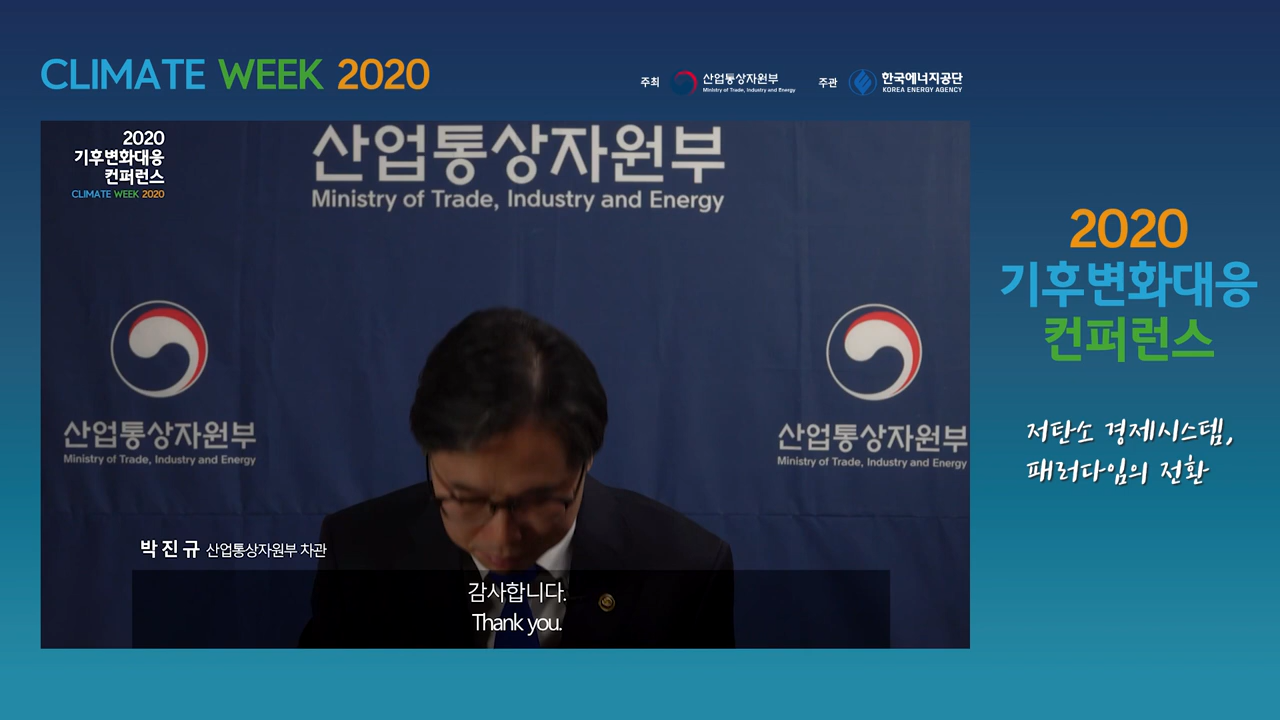 CLIMATE WEEK 2020
주최
산업통상자원부
Ministry of Trade, Industry and Energy
주관
한국에너지공단
KOREA ENERGY AGENCY
2020
기후변화대응
컨퍼런스
CLIMATE WEEK 2020
산업통상자원부
Ministry of Trade, Industry and Energy
산업통상자원부
Ministry of Trade, Industry and Energy
산업통상자원부
Ministry of Trade, Industry and Energy
박진규 산업통상자원부 차관
감사합니다.
Thank you.
2020
기후변화대응
컨퍼런스
저탄소 경제시스템,
패러다임의 전환